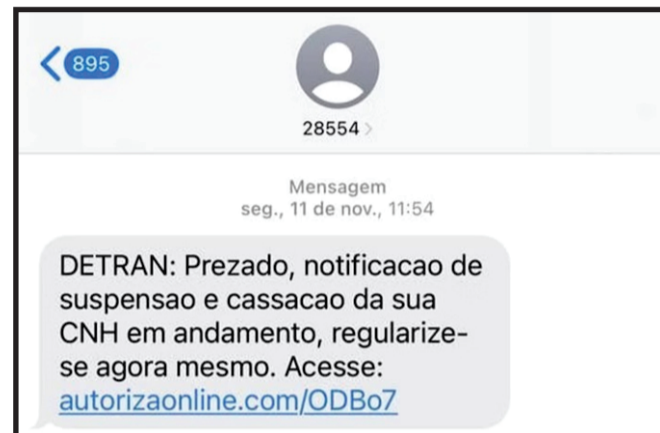 895
28554
Mensagem
seg., 11 de nov., 11:54
DETRAN: Prezado, notificacao de
suspensao e cassacao da sua
CNH em andamento, regularize-
se agora mesmo. Acesse:
autorizaonline.com/ODBo7